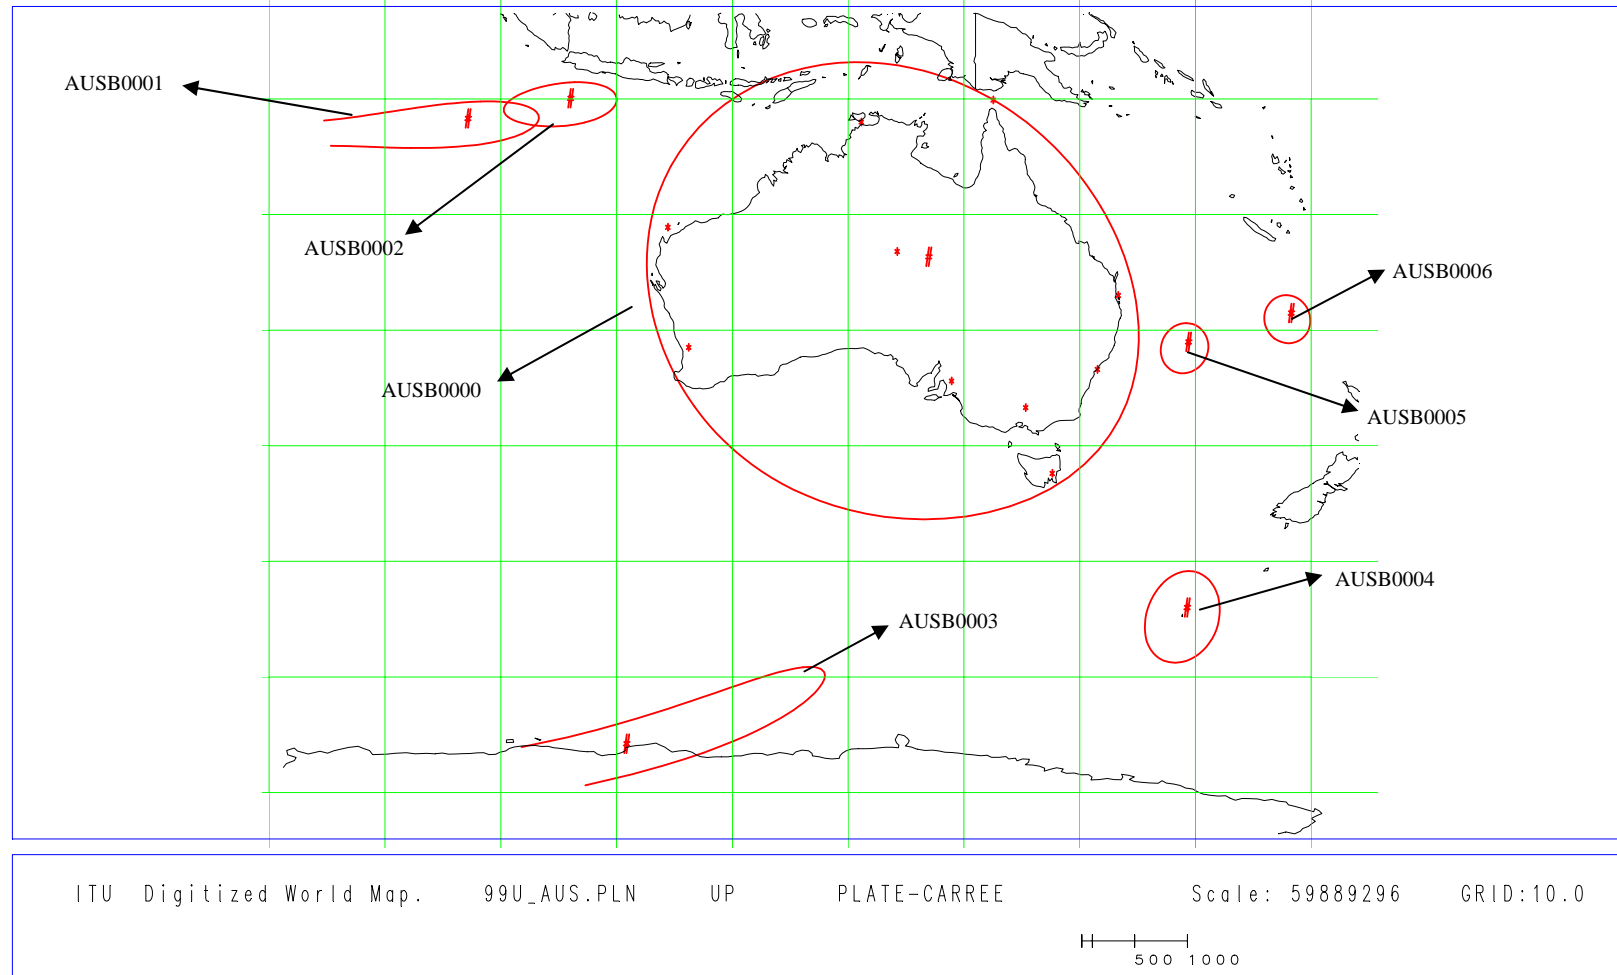 AUSB0001
AUSB0002
AUSB0006
AUSB0000
AUSB0005
AUSB0004
AUSB0003
ITU Digitized World Map. 99U_AUS.PLN UP PLATE-CARREE Scale: 59889296 GRID:10.0
500 1000